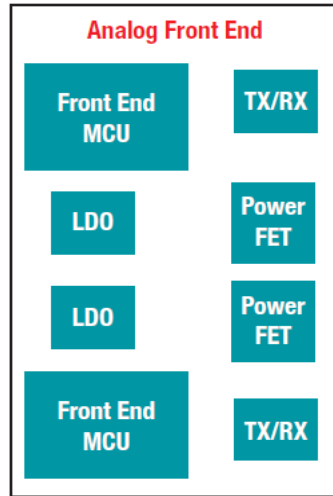 Analog Front End
Front End
MCU
TX/RX
LDO
Power
FET
LDO
Power
FET
Front End
MCU
TX/RX